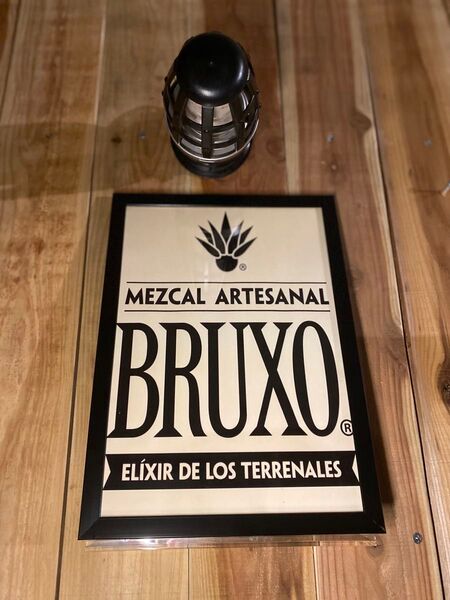 ®
MEZCAL ARTESANAL
BRUXO®
ELÍXIR DE LOS TERRENALES